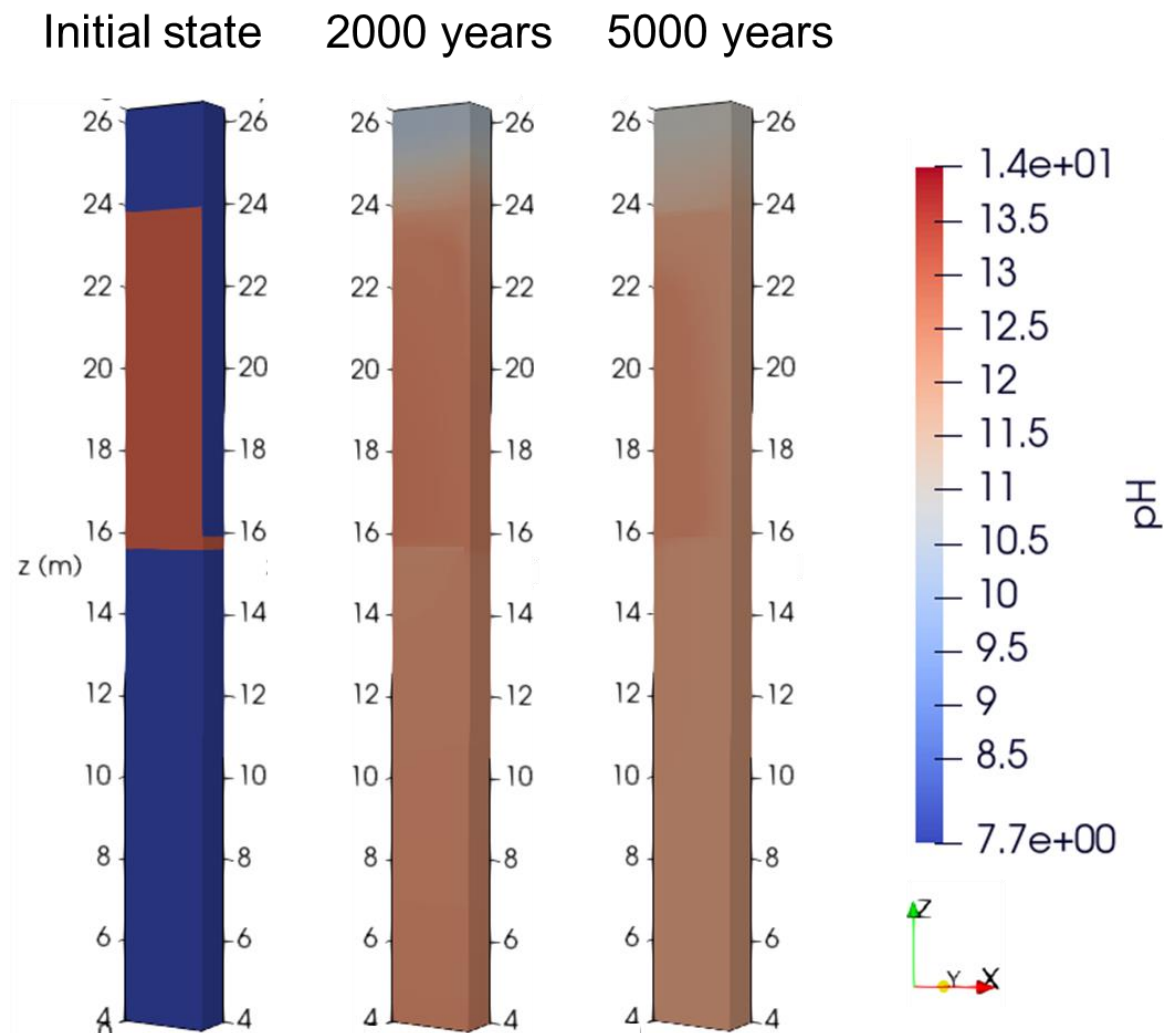 Initial state 2000 years 5000 years
26 26 26 26 26 26 1.4e+01
24 24 24 24 24 24 13.5
22 22 22 22 22 22 13
20 20 20 20 20 20 12.5
18 18 18 18 18 18 12
16 16 16 16 16 16 11.5
z (m)
14 14 14 14 14 14 11
12 12 12 12 12 12 10.5
10 10 10 10 10 10 10
8 8 8 8 8 8 9.5
6 6 6 6 6 6 9
4 4 4 4 4 4 8.5
7.7e+00
pH
Z
Y X